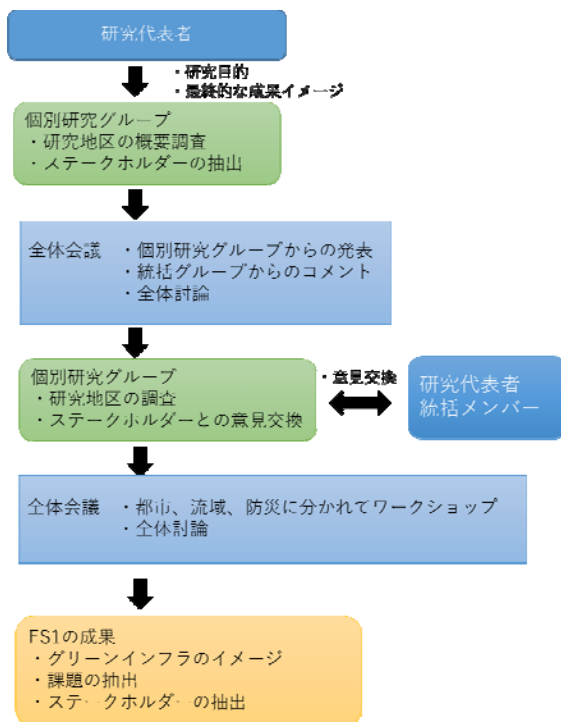 研究代表者
・研究目的
・最終的な成果イメージ
個別研究グループ
・研究地区の概要調査
・ステークホルダーの抽出
全体会議 ・個別研究グループからの発表
・統括グループからのコメント
・全体討論
個別研究グループ
・研究地区の調査
・ステークホルダーとの意見交換
・意見交換
研究代表者
統括メンバー
全体会議 ・都市、流域、防災に分かれてワークショップ
・全体討論
FS1の成果
・グリーンインフラのイメージ
・課題の抽出
・ステークホルダーの抽出